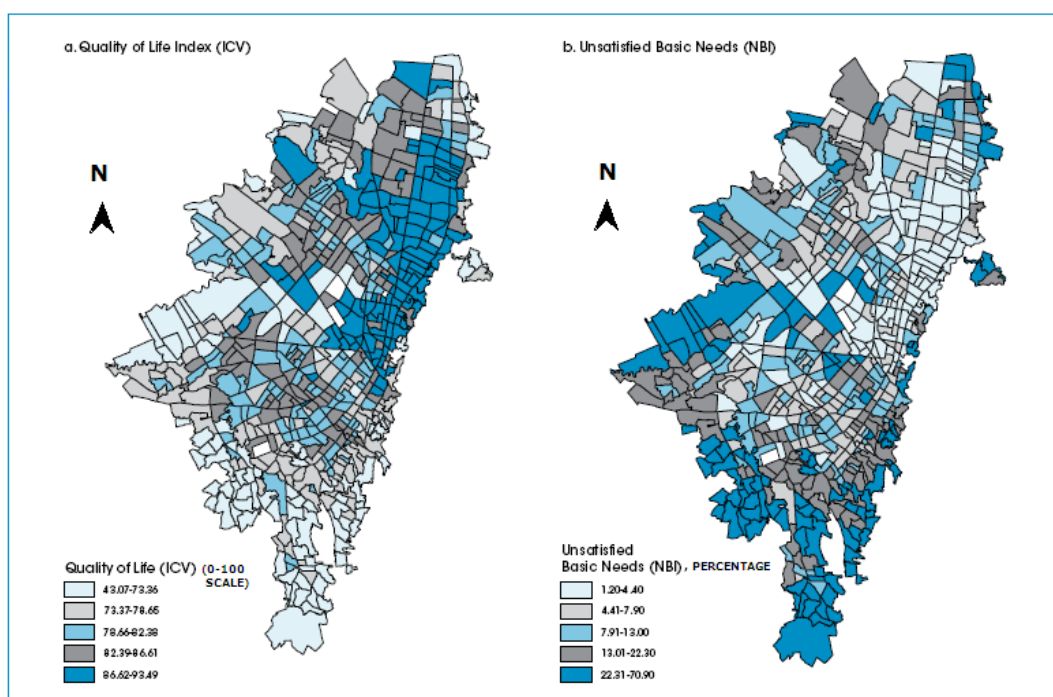 a. Quality of Life Index (ICV)
b. Unsatisfied Basic Needs (NBI)
N
N
Quality of Life (ICV) (0-100
SCALE)
43.07-73.36
73.37-78.65
78.66-82.38
82.39-86.61
86.62-93.49
Unsatisfied
Basic Needs (NBI), PERCENTAGE
1.20-4.40
4.41-7.90
7.91-13.00
13.01-22.30
22.31-70.90